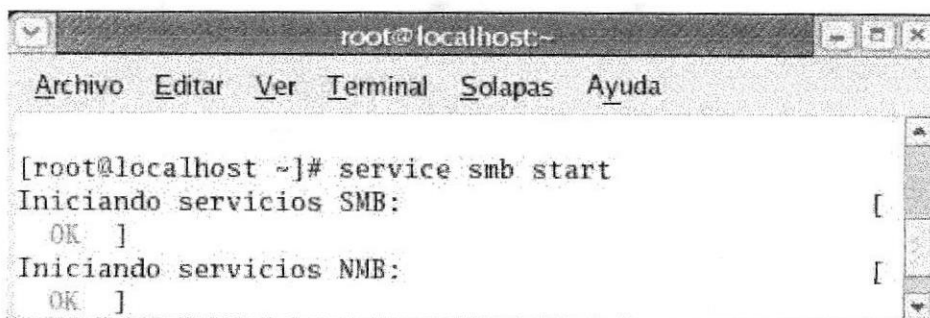 root@localhost:~
Archivo Editar Ver Terminal Solapas Ayuda
[root@localhost ~]# service smb start
Iniciando servicios SMB: [
OK ]
Iniciando servicios NMB: [
OK ]